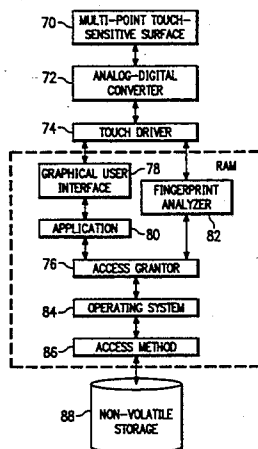 70
MULTI-POINT TOUCH-
SENSITIVE SURFACE
72
ANALOG-DIGITAL
CONVERTER
74
TOUCH DRIVER
RAM
78
GRAPHICAL USER
INTERFACE
FINGERPRINT
ANALYZER
82
APPLICATION
80
76
ACCESS GRANTOR
84
OPERATING SYSTEM
86
ACCESS METHOD
88
NON-VOLATILE
STORAGE